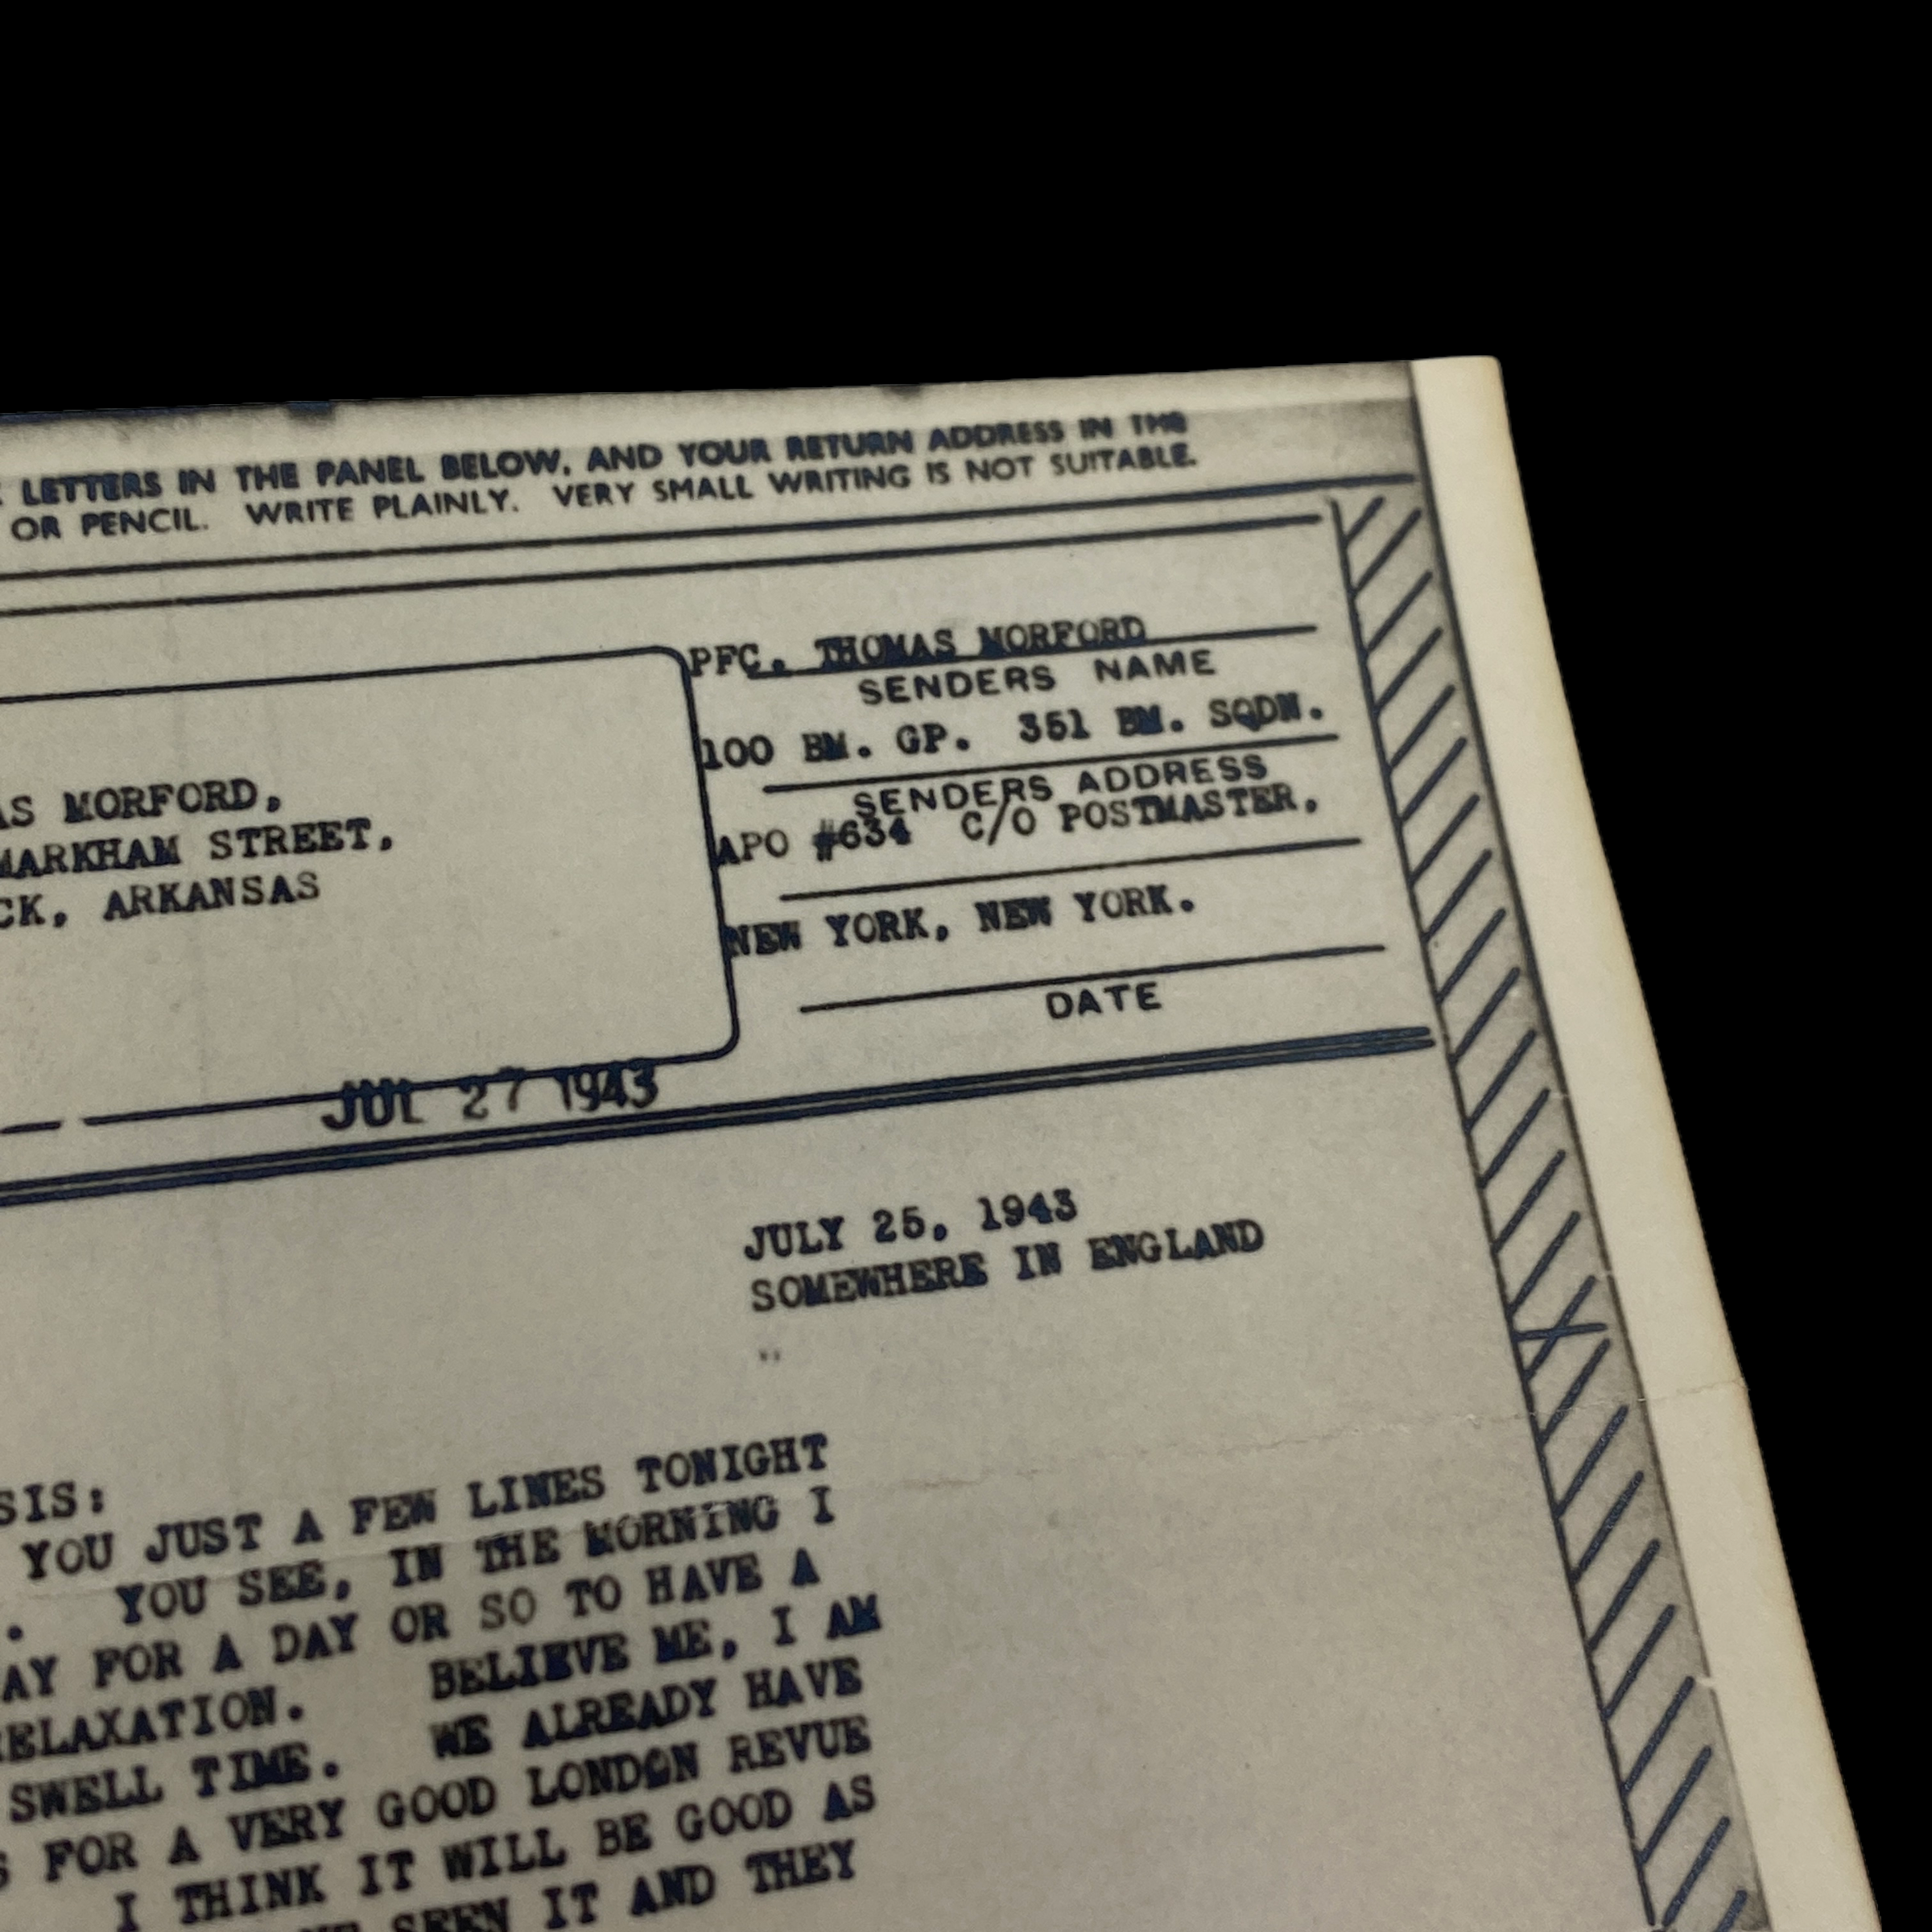 LETTERS IN THE PANEL BELOW, AND YOUR RETURN ADDRESS IN THE
OR PENCIL. WRITE PLAINLY. VERY SMALL WRITING IS NOT SUITABLE.
PFC. THOMAS MORFORD
SENDERS NAME
100 BM. GP. 351 BM. SQDN.
SENDERS ADDRESS
APO #634 C/O POSTMASTER,
NEW YORK, NEW YORK.
DATE
AS MORFORD,
MARKHAM STREET,
CK, ARKANSAS
JUL 27 1943
JULY 25, 1943
SOMEWHERE IN ENGLAND
SIS:
YOU JUST A FEW LINES TONIGHT
. YOU SEE, IN THE MORNING I
AY FOR A DAY OR SO TO HAVE A
RELAXATION. BELIEVE ME, I AM
SWELL TIME. WE ALREADY HAVE
S FOR A VERY GOOD LONDON REVUE
I THINK IT WILL BE GOOD AS
SEEN IT AND THEY